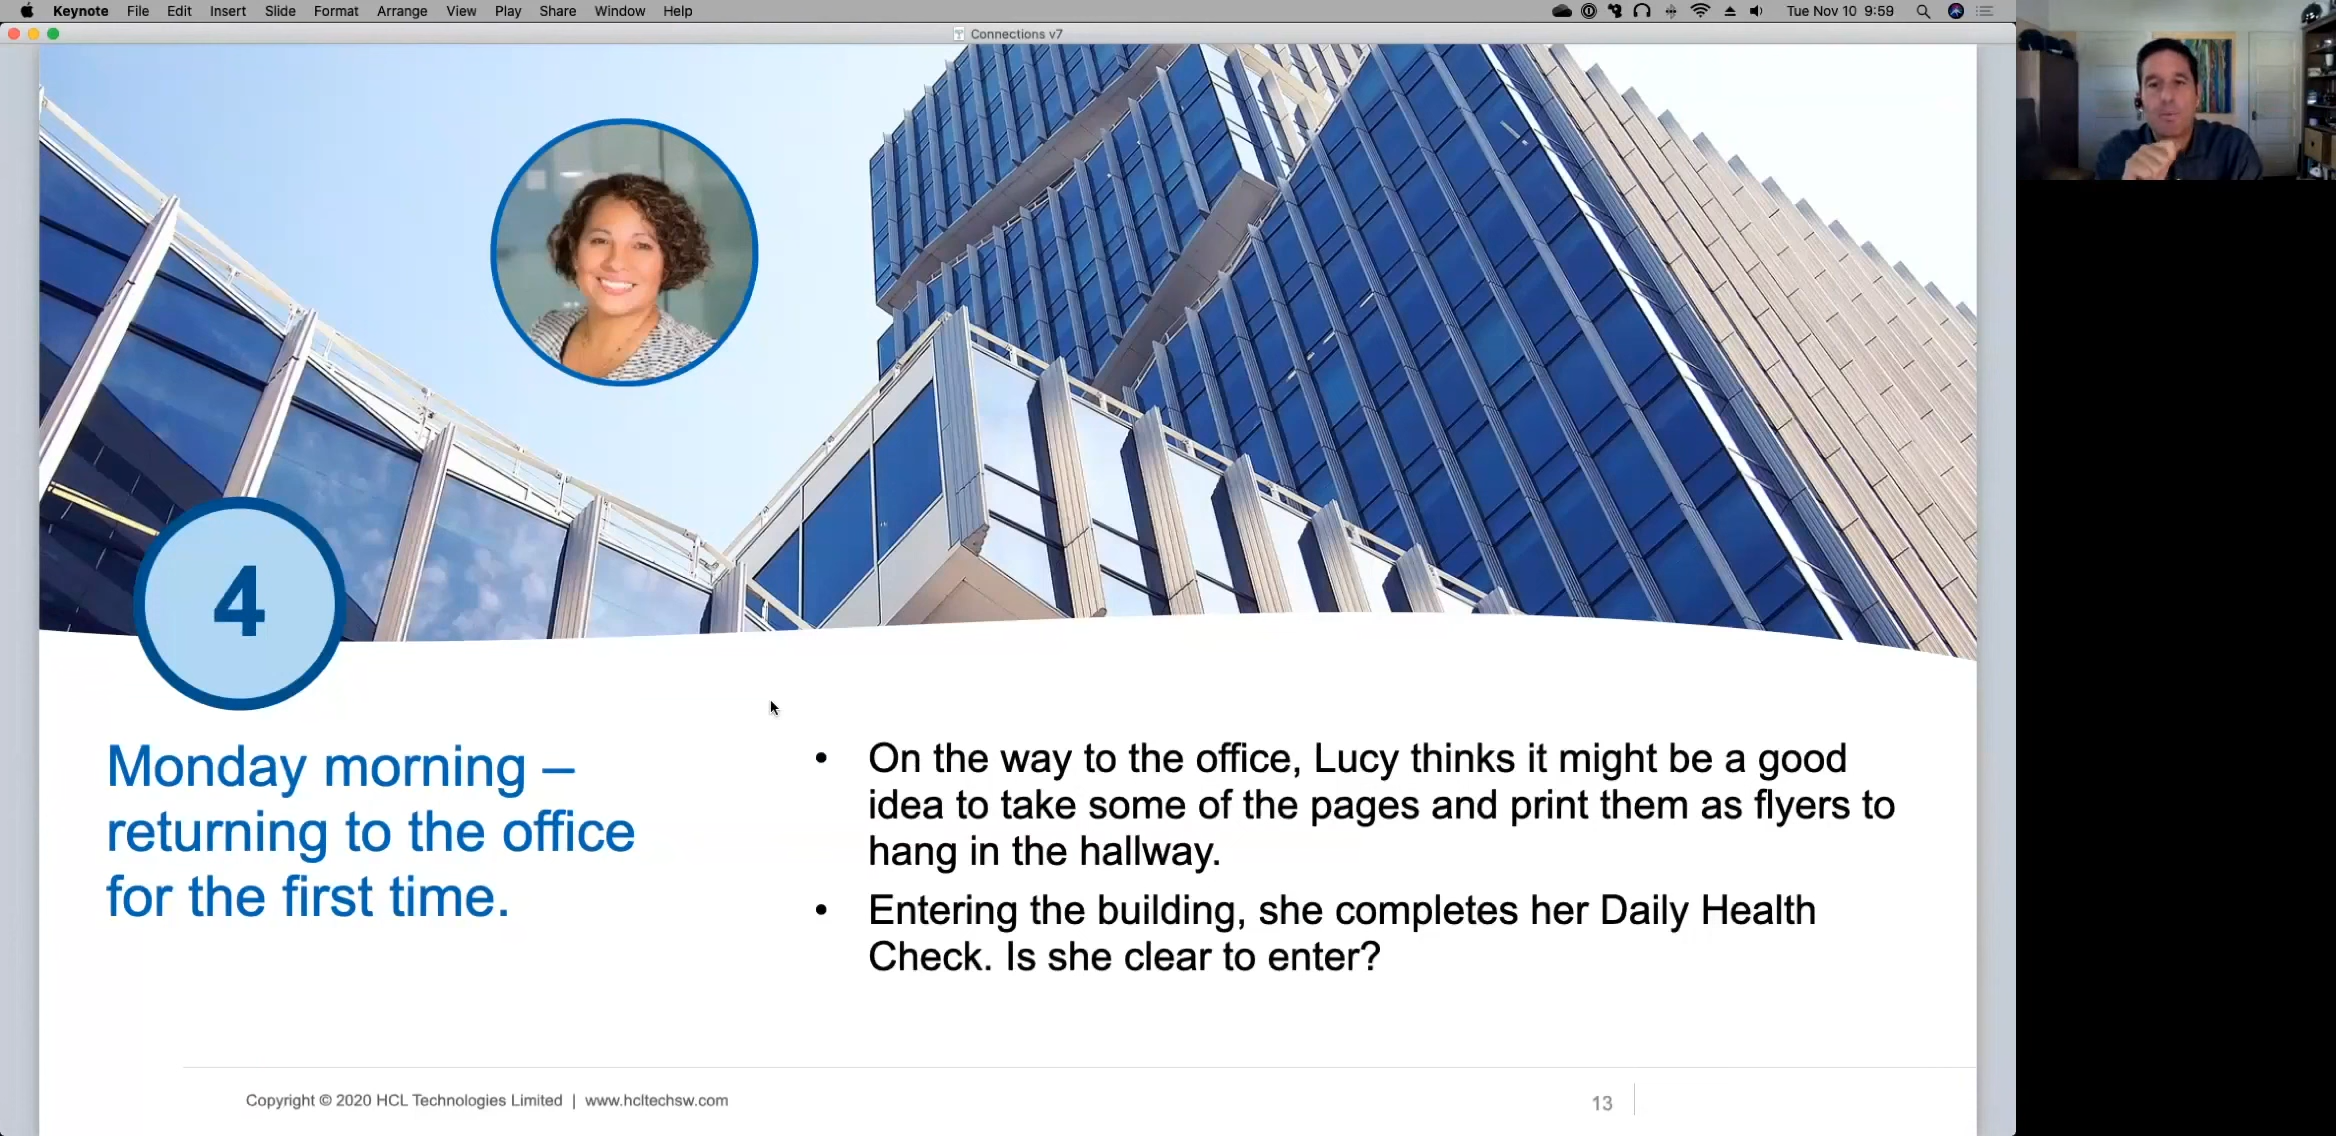 Keynote File Edit Insert Slide Format Arrange View Play Share Window Help Tue Nov 10 9:59
Connections v7
4
Monday morning –
returning to the office
for the first time.
• On the way to the office, Lucy thinks it might be a good
idea to take some of the pages and print them as flyers to
hang in the hallway.
• Entering the building, she completes her Daily Health
Check. Is she clear to enter?
Copyright © 2020 HCL Technologies Limited | www.hcltechsw.com
13